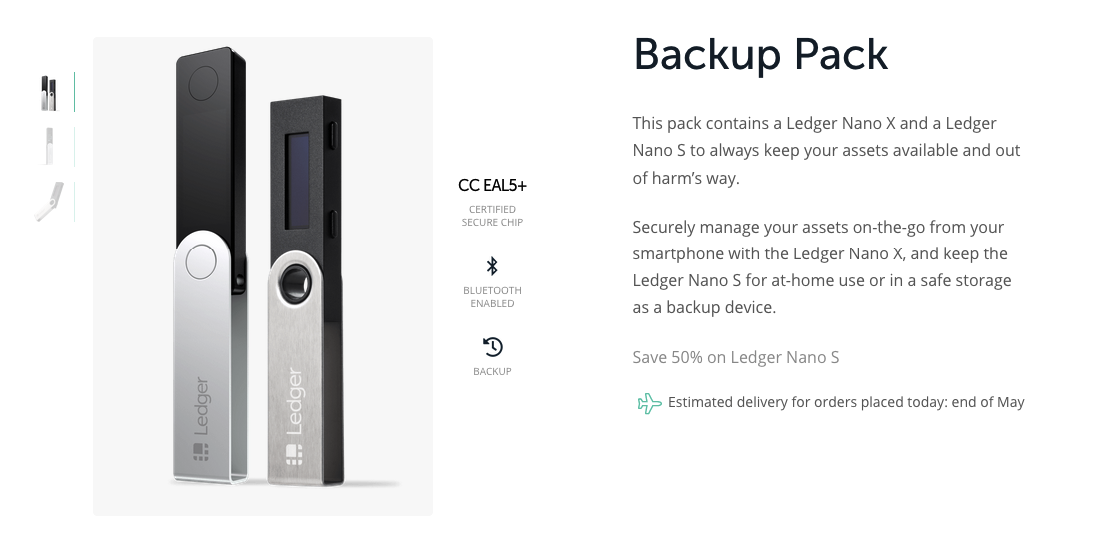 Ledger
Ledger
CC EAL5+
CERTIFIED
SECURE CHIP
BLUETOOTH
ENABLED
BACKUP
Backup Pack
This pack contains a Ledger Nano X and a Ledger
Nano S to always keep your assets available and out
of harm’s way.
Securely manage your assets on-the-go from your
smartphone with the Ledger Nano X, and keep the
Ledger Nano S for at-home use or in a safe storage
as a backup device.
Save 50% on Ledger Nano S
Estimated delivery for orders placed today: end of May